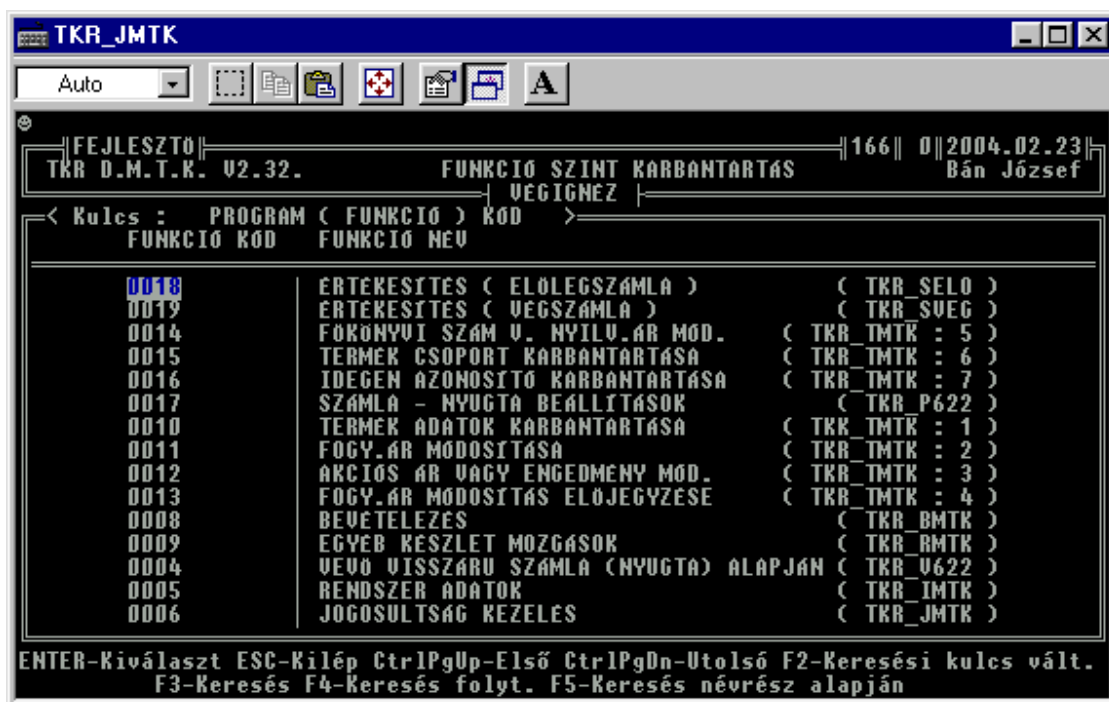 TKR_JMTK
Auto
A
FEJLESZTŐ 166 0 2004.02.23
TKR D.M.T.K. V2.32. FUNKCIÓ SZINT KARBANTARTÁS Bán József
VÉGIGNÉZ
< Kulcs : PROGRAM ( FUNKCIÓ ) KÓD >
FUNKCIÓ KÓD FUNKCIÓ NÉV
0018 ÉRTÉKESÍTÉS ( ELŐLEGSZÁMLA ) ( TKR_SELO )
0019 ÉRTÉKESÍTÉS ( VÉGSZÁMLA ) ( TKR_SVEG )
0014 FŐKÖNYVI SZÁM V. NYILV.ÁR MÓD. ( TKR_TMTK : 5 )
0015 TERMÉK CSOPORT KARBANTARTÁSA ( TKR_TMTK : 6 )
0016 IDEGEN AZONOSÍTÓ KARBANTARTÁSA ( TKR_TMTK : 7 )
0017 SZÁMLA - NYUGTA BEÁLLÍTÁSOK ( TKR_P622 )
0010 TERMÉK ADATOK KARBANTARTÁSA ( TKK_TMTK : 1 )
0011 FOGY.ÁR MÓDOSÍTÁSA ( TKR_TMTK : 2 )
0012 AKCIÓS ÁR VAGY ENGEDMÉNY MÓD. ( TKR_TMTK : 3 )
0013 FOGY.ÁR MÓDOSÍTÁS ELŐJEGYZÉSE ( TKR_TMTK : 4 )
0008 BEVÉTELEZÉS ( TKR_BMTK )
0009 EGYÉB KÉSZLET MOZGÁSOK ( TKR_RMTK )
0004 VEVŐ VISSZÁRU SZÁMLA (NYUGTA) ALAPJÁN ( TKR_V622 )
0005 RENDSZER ADATOK ( TKR_IMTK )
0006 JOGOSULTSÁG KEZELÉS ( TKR_JMTK )
ENTER-Kiválaszt ESC-Kilép CtrlPgUp-Első CtrlPgDn-Utolsó F2-Keresési kulcs vált.
F3-Keresés F4-Keresés folyt. F5-Keresés névrész alapján